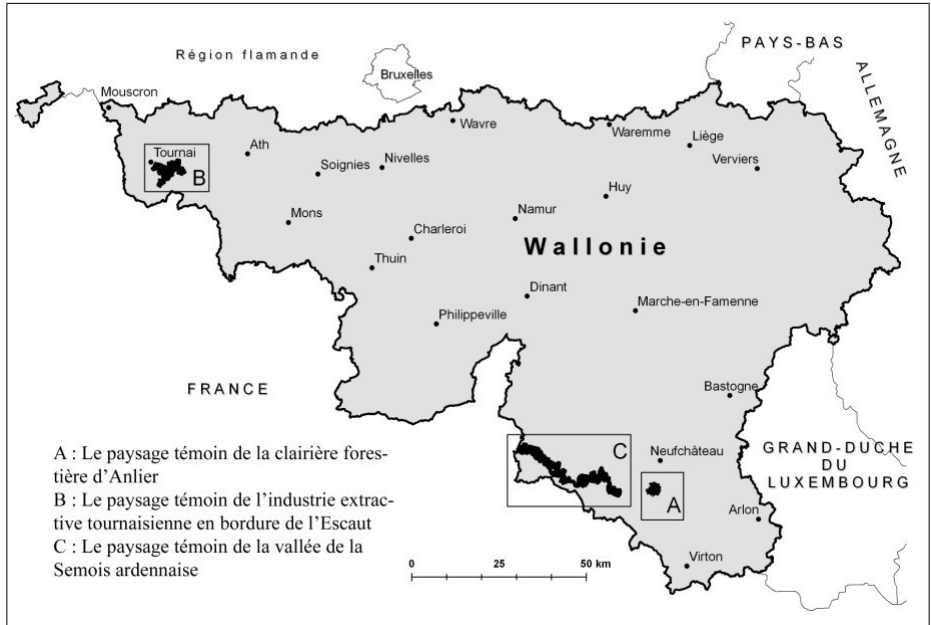 PAYS-BAS
Région flamande
ALLEMAGNE
Bruxelles
Mouscron
Wavre
Waremme
Liège
Tournai
Ath
Nivelles
Verviers
Soignies
B
Huy
Mons
Namur
Charleroi
Wallonie
Thuin
Dinant
Marche-en-Famenne
Philippeville
FRANCE
Bastogne
C
Neufchâteau
GRAND-DUCHE
DU
LUXEMBOURG
A
Arlon
Virton
A : Le paysage témoin de la clairière fores-
tière d'Anlier
B : Le paysage témoin de l'industrie extrac-
tive tournaisienne en bordure de l'Escaut
C : Le paysage témoin de la vallée de la
Semois ardennaise
0 25 50 km